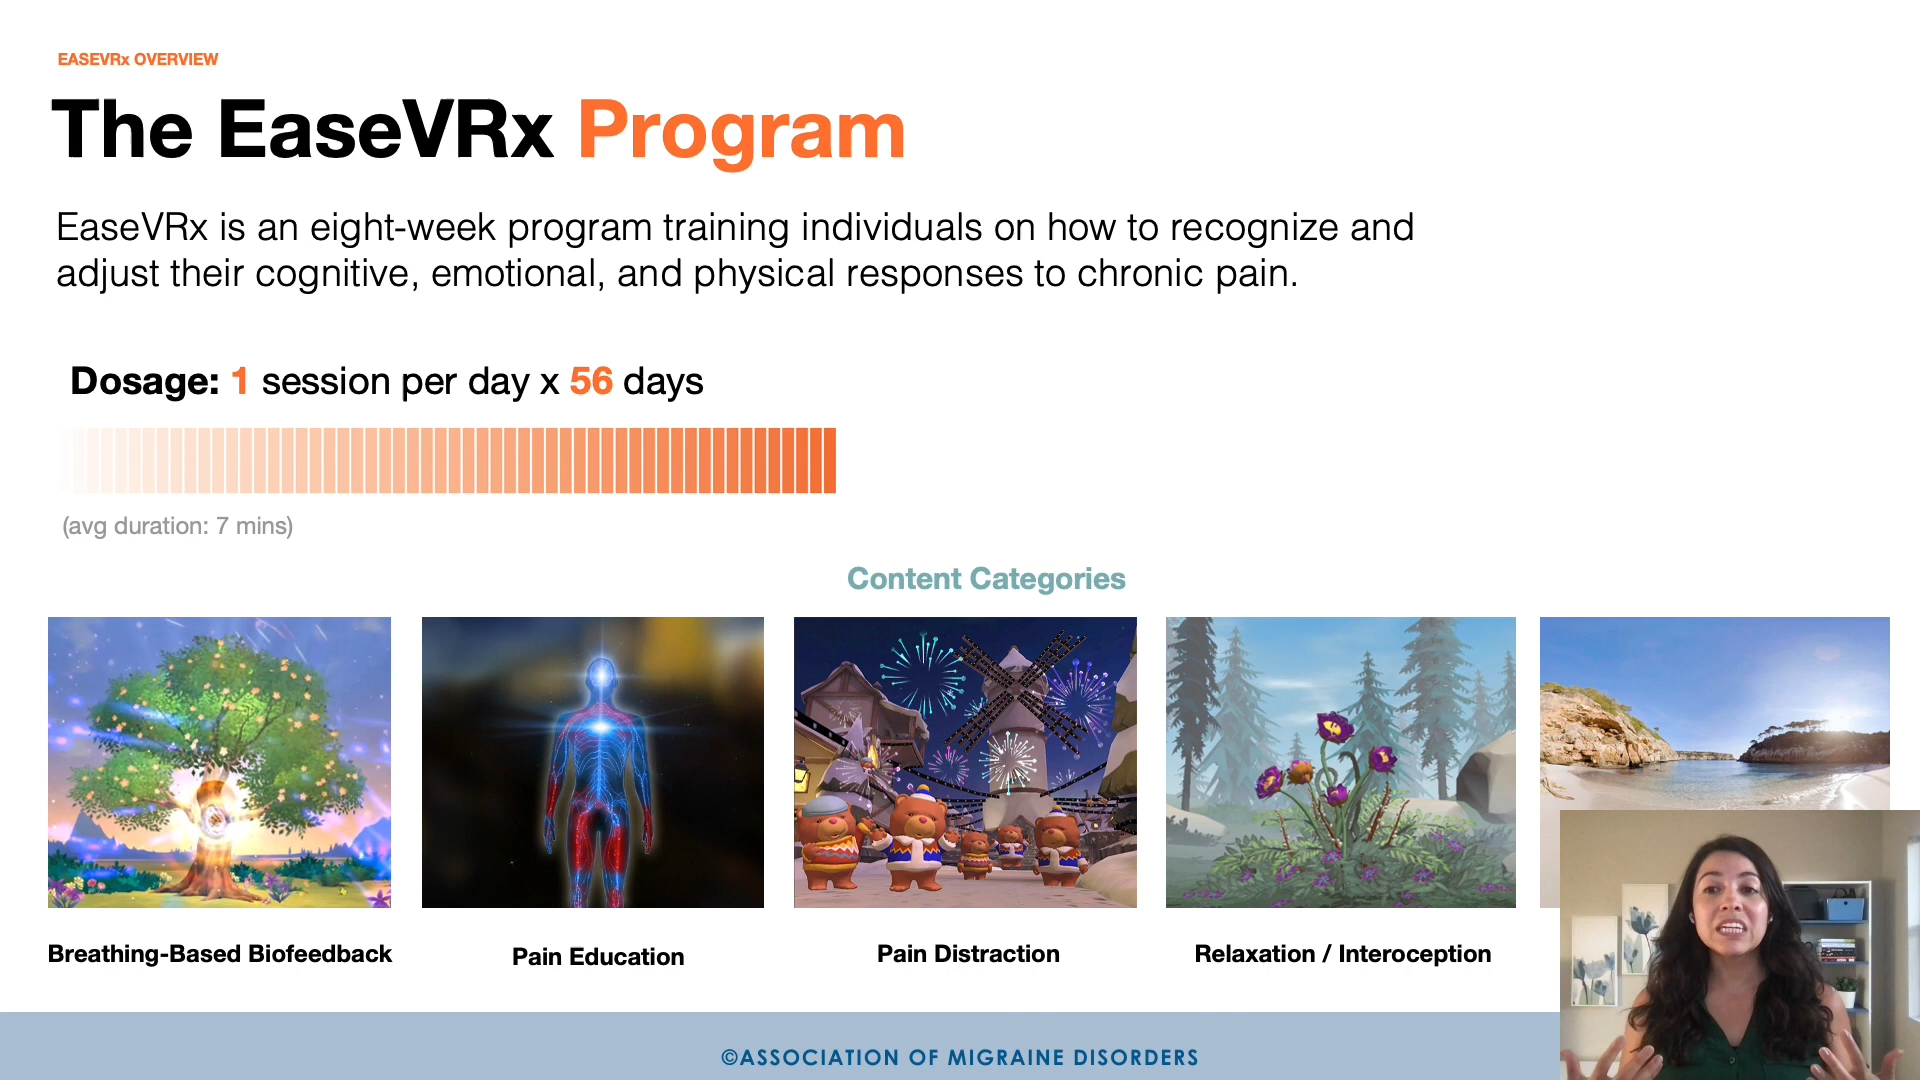 EASEVRx OVERVIEW
The EaseVRx Program
EaseVRx is an eight-week program training individuals on how to recognize and
adjust their cognitive, emotional, and physical responses to chronic pain.
Dosage: 1 session per day x 56 days
(avg duration: 7 mins)
Content Categories
Breathing-Based Biofeedback
Pain Education
Pain Distraction
Relaxation / Interoception
©ASSOCIATION OF MIGRAINE DISORDERS